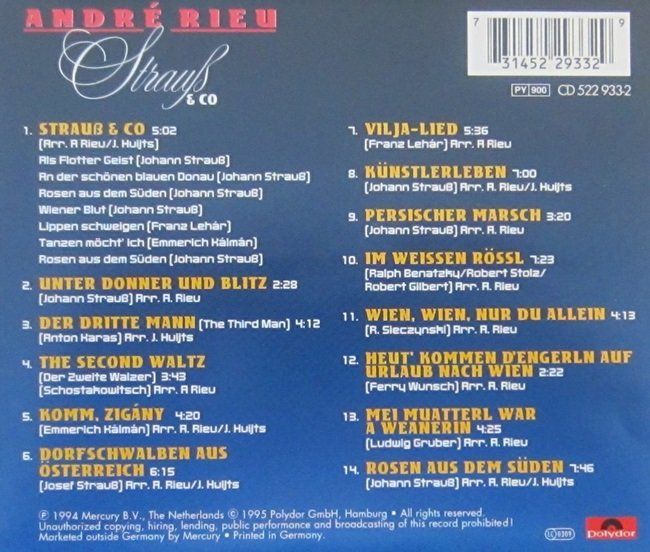 ANDRÉ RIEU
Strauß
& CO
7 31452 29332 9
PY 900 CD 522 933-2
1. STRAUß & CO 5:02
(Arr. A Rieu/J. Huijts)
Als Flotter Geist (Johann Strauß)
An der schönen blauen Donau (Johann Strauß)
Rosen aus dem Süden (Johann Strauß)
Wiener Blut (Johann Strauß)
Lippen schweigen (Franz Lehár)
Tanzen möcht' ich (Emmerich Kálmán)
Rosen aus dem Süden (Johann Strauß)
2. UNTER DONNER UND BLITZ 2:28
(Johann Strauß) Arr. A. Rieu
3. DER DRITTE MANN (The Third Man) 4:12
(Anton Karas) Arr. J. Huijts
4. THE SECOND WALTZ
(Der Zweite Walzer) 3:43
(Schostakowitsch) Arr. A Rieu
5. KOMM, ZIGÁNY 4:20
(Emmerich Kálmán) Arr. A. Rieu/J. Huijts
6. DORFSCHWALBEN AUS
ÖSTERREICH 6:15
(Josef Strauß) Arr. A. Rieu/J. Huijts
7. VILJA-LIED 5:36
(Franz Lehár) Arr. A Rieu
8. KÜNSTLERLEBEN 7:00
(Johann Strauß) Arr. A. Rieu/J. Huijts
9. PERSISCHER MARSCH 3:20
(Johann Strauß) Arr. A. Rieu
10. IM WEISSEN RÖSSL 7:23
(Ralph Benatzky/Robert Stolz/
Robert Gilbert) Arr. A. Rieu
11. WIEN, WIEN, NUR DU ALLEIN 4:13
(R. Sieczynski) Arr. A. Rieu
12. HEUT' KOMMEN D'ENGERLN AUF
URLAUB NACH WIEN 2:22
(Ferry Wunsch) Arr. A. Rieu
13. MEI MUATTERL WAR
A WEANERIN 4:25
(Ludwig Gruber) Arr. A. Rieu
14. ROSEN AUS DEM SÜDEN 7:46
(Johann Strauß) Arr. A. Rieu/J. Huijts
℗ 1994 Mercury B.V., The Netherlands © 1995 Polydor GmbH, Hamburg • All rights reserved.
Unauthorized copying, hiring, lending, public performance and broadcasting of this record prohibited!
Marketed outside Germany by Mercury • Printed in Germany.
LC 0309
Polydor